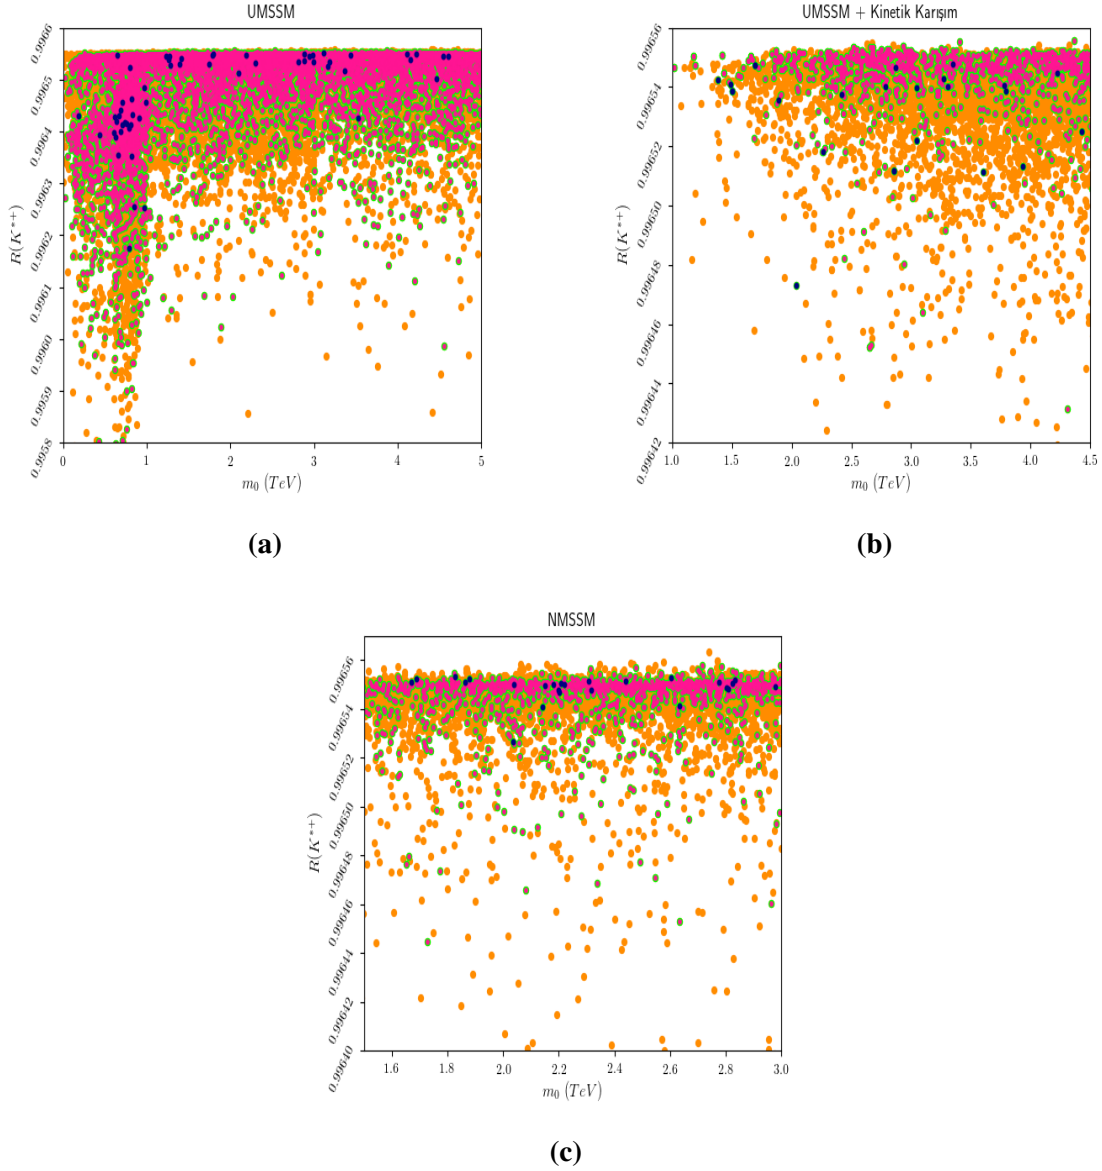 UMSSM
0.9966
0.9965
0.9964
0.9963
0.9962
0.9961
0.9960
0.9959
0.9958
R(K*+)
0 1 2 3 4 5
m0 (TeV)
(a)
UMSSM + Kinetik Karışım
0.99656
0.99654
0.99652
0.99650
0.99648
0.99646
0.99644
0.99642
R(K*+)
1.0 1.5 2.0 2.5 3.0 3.5 4.0 4.5
m0 (TeV)
(b)
NMSSM
0.99656
0.99654
0.99652
0.99650
0.99648
0.99646
0.99644
0.99642
0.99640
R(K*+)
1.6 1.8 2.0 2.2 2.4 2.6 2.8 3.0
m0 (TeV)
(c)